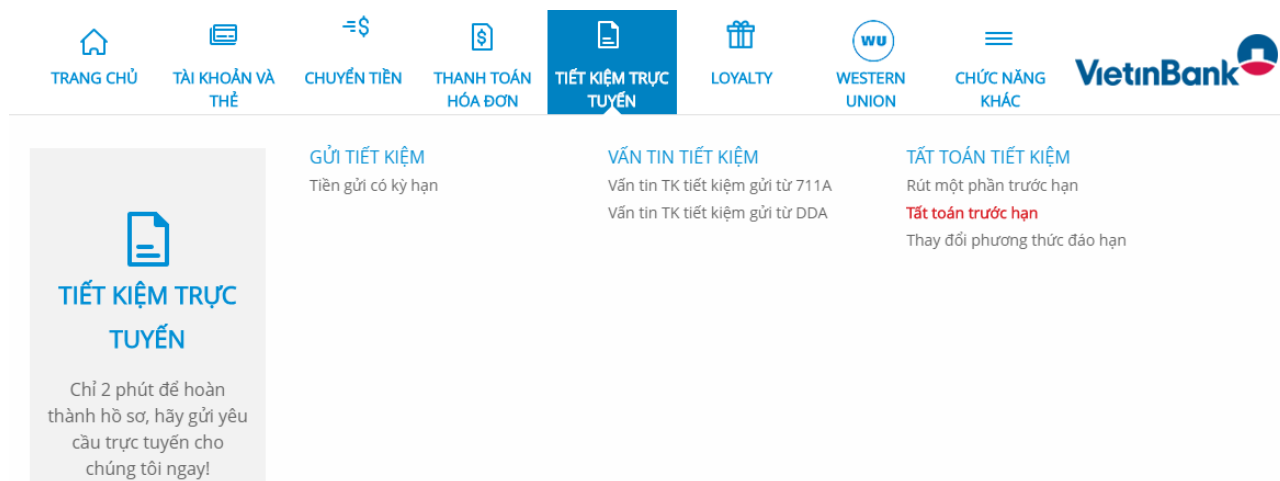 TRANG CHỦ
TÀI KHOẢN VÀ
THẺ
CHUYỂN TIỀN
THANH TOÁN
HÓA ĐƠN
TIẾT KIỆM TRỰC
TUYẾN
LOYALTY
WU
WESTERN
UNION
CHỨC NĂNG
KHÁC
VietinBank
TIẾT KIỆM TRỰC
TUYẾN
Chỉ 2 phút để hoàn
thành hồ sơ, hãy gửi yêu
cầu trực tuyến cho
chúng tôi ngay!
GỬI TIẾT KIỆM
Tiền gửi có kỳ hạn
VẤN TIN TIẾT KIỆM
Vấn tin TK tiết kiệm gửi từ 711A
Vấn tin TK tiết kiệm gửi từ DDA
TẤT TOÁN TIẾT KIỆM
Rút một phần trước hạn
Tất toán trước hạn
Thay đổi phương thức đáo hạn